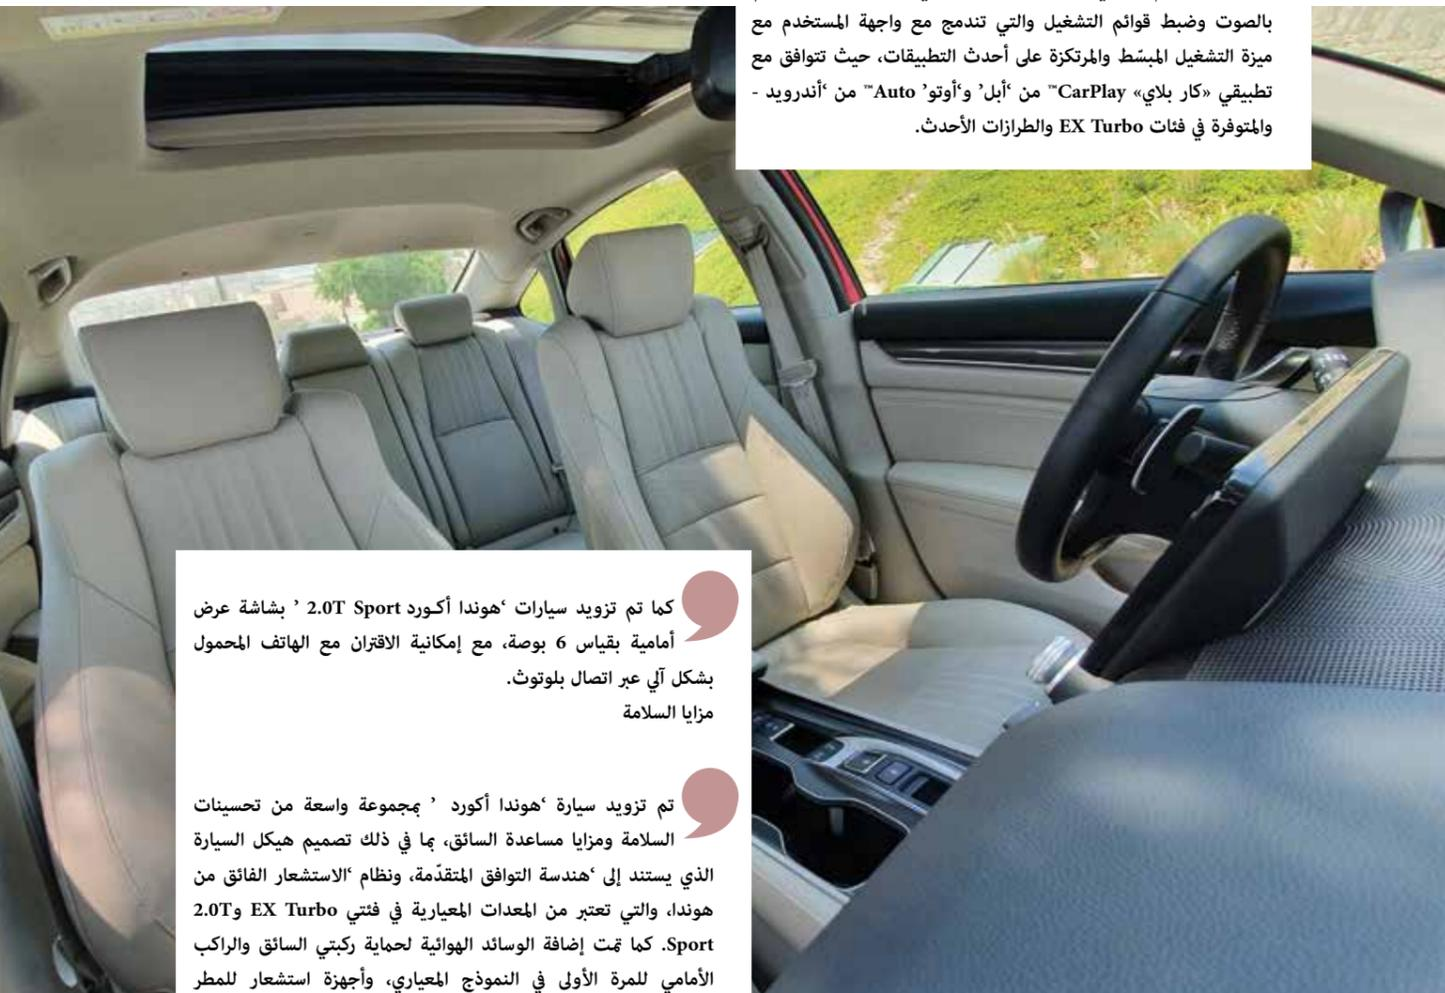 بالصوت وضبط قوائم التشغيل والتي تندمج مع واجهة المستخدم مع
ميزة التشغيل المبسّط والمرتكزة على أحدث التطبيقات، حيث تتوافق مع
تطبيقي «كار بلاي» CarPlay™ من ‘أبل’ و‘أوتو’ Auto™ من ‘أندرويد -
والمتوفرة في فئات EX Turbo والطرازات الأحدث.
كما تم تزويد سيارات ‘هوندا أكـورد 2.0T Sport ’ بشاشة عرض
أمامية بقياس 6 بوصة، مع إمكانية الاقتران مع الهاتف المحمول
بشكل آلي عبر اتصال بلوتوث.
مزايا السلامة
تم تزويد سيارة ‘هوندا أكورد ’ بمجموعة واسعة من تحسينات
السلامة ومزايا مساعدة السائق، بما في ذلك تصميم هيكل السيارة
الذي يستند إلى ‘هندسة التوافق المتقدّمة، ونظام ‘الاستشعار الفائق من
هوندا، والتي تعتبر من المعدات المعيارية في فئتي EX Turbo و2.0T
Sport. كما تمت إضافة الوسائد الهوائية لحماية ركبتي السائق والراكب
الأمامي للمرة الأولى في النموذج المعياري، وأجهزة استشعار للمطر